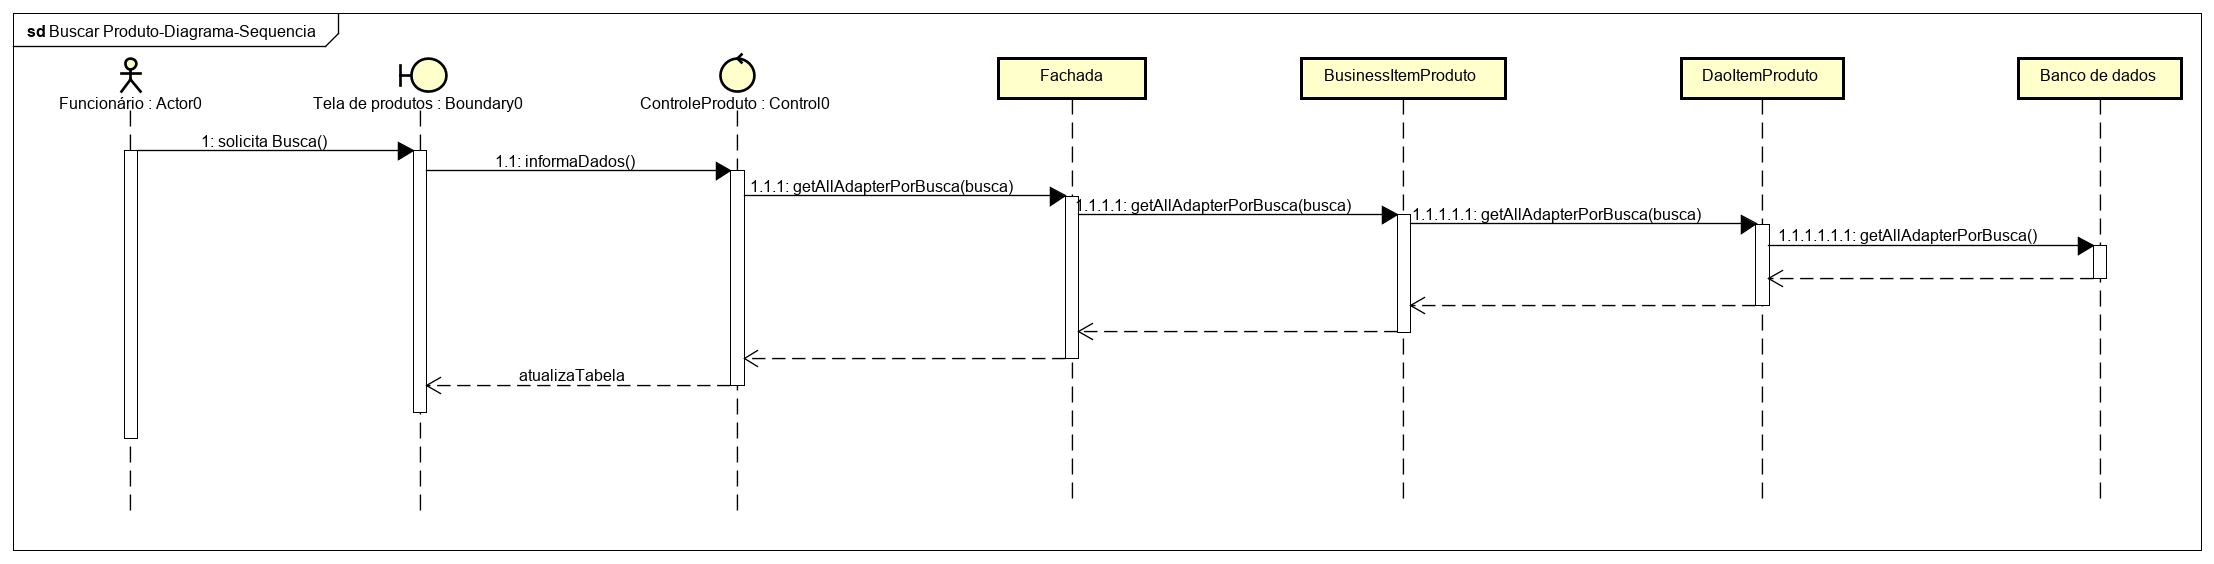 sd Buscar Produto-Diagrama-Sequencia
Funcionário : Actor0
Tela de produtos : Boundary0
ControleProduto : Control0
Fachada
BusinessItemProduto
DaoItemProduto
Banco de dados
1: solicita Busca()
1.1: informaDados()
1.1.1: getAllAdapterPorBusca(busca)
1.1.1.1: getAllAdapterPorBusca(busca)
1.1.1.1.1: getAllAdapterPorBusca(busca)
1.1.1.1.1.1: getAllAdapterPorBusca()
atualizaTabela